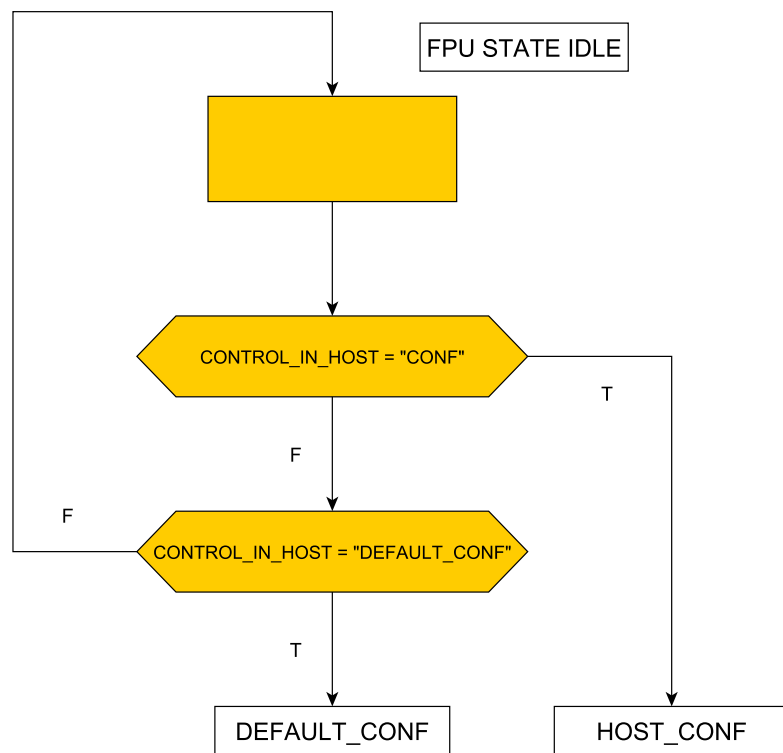 FPU STATE IDLE
CONTROL_IN_HOST = "CONF"
T
F
F
CONTROL_IN_HOST = "DEFAULT_CONF"
T
DEFAULT_CONF
HOST_CONF